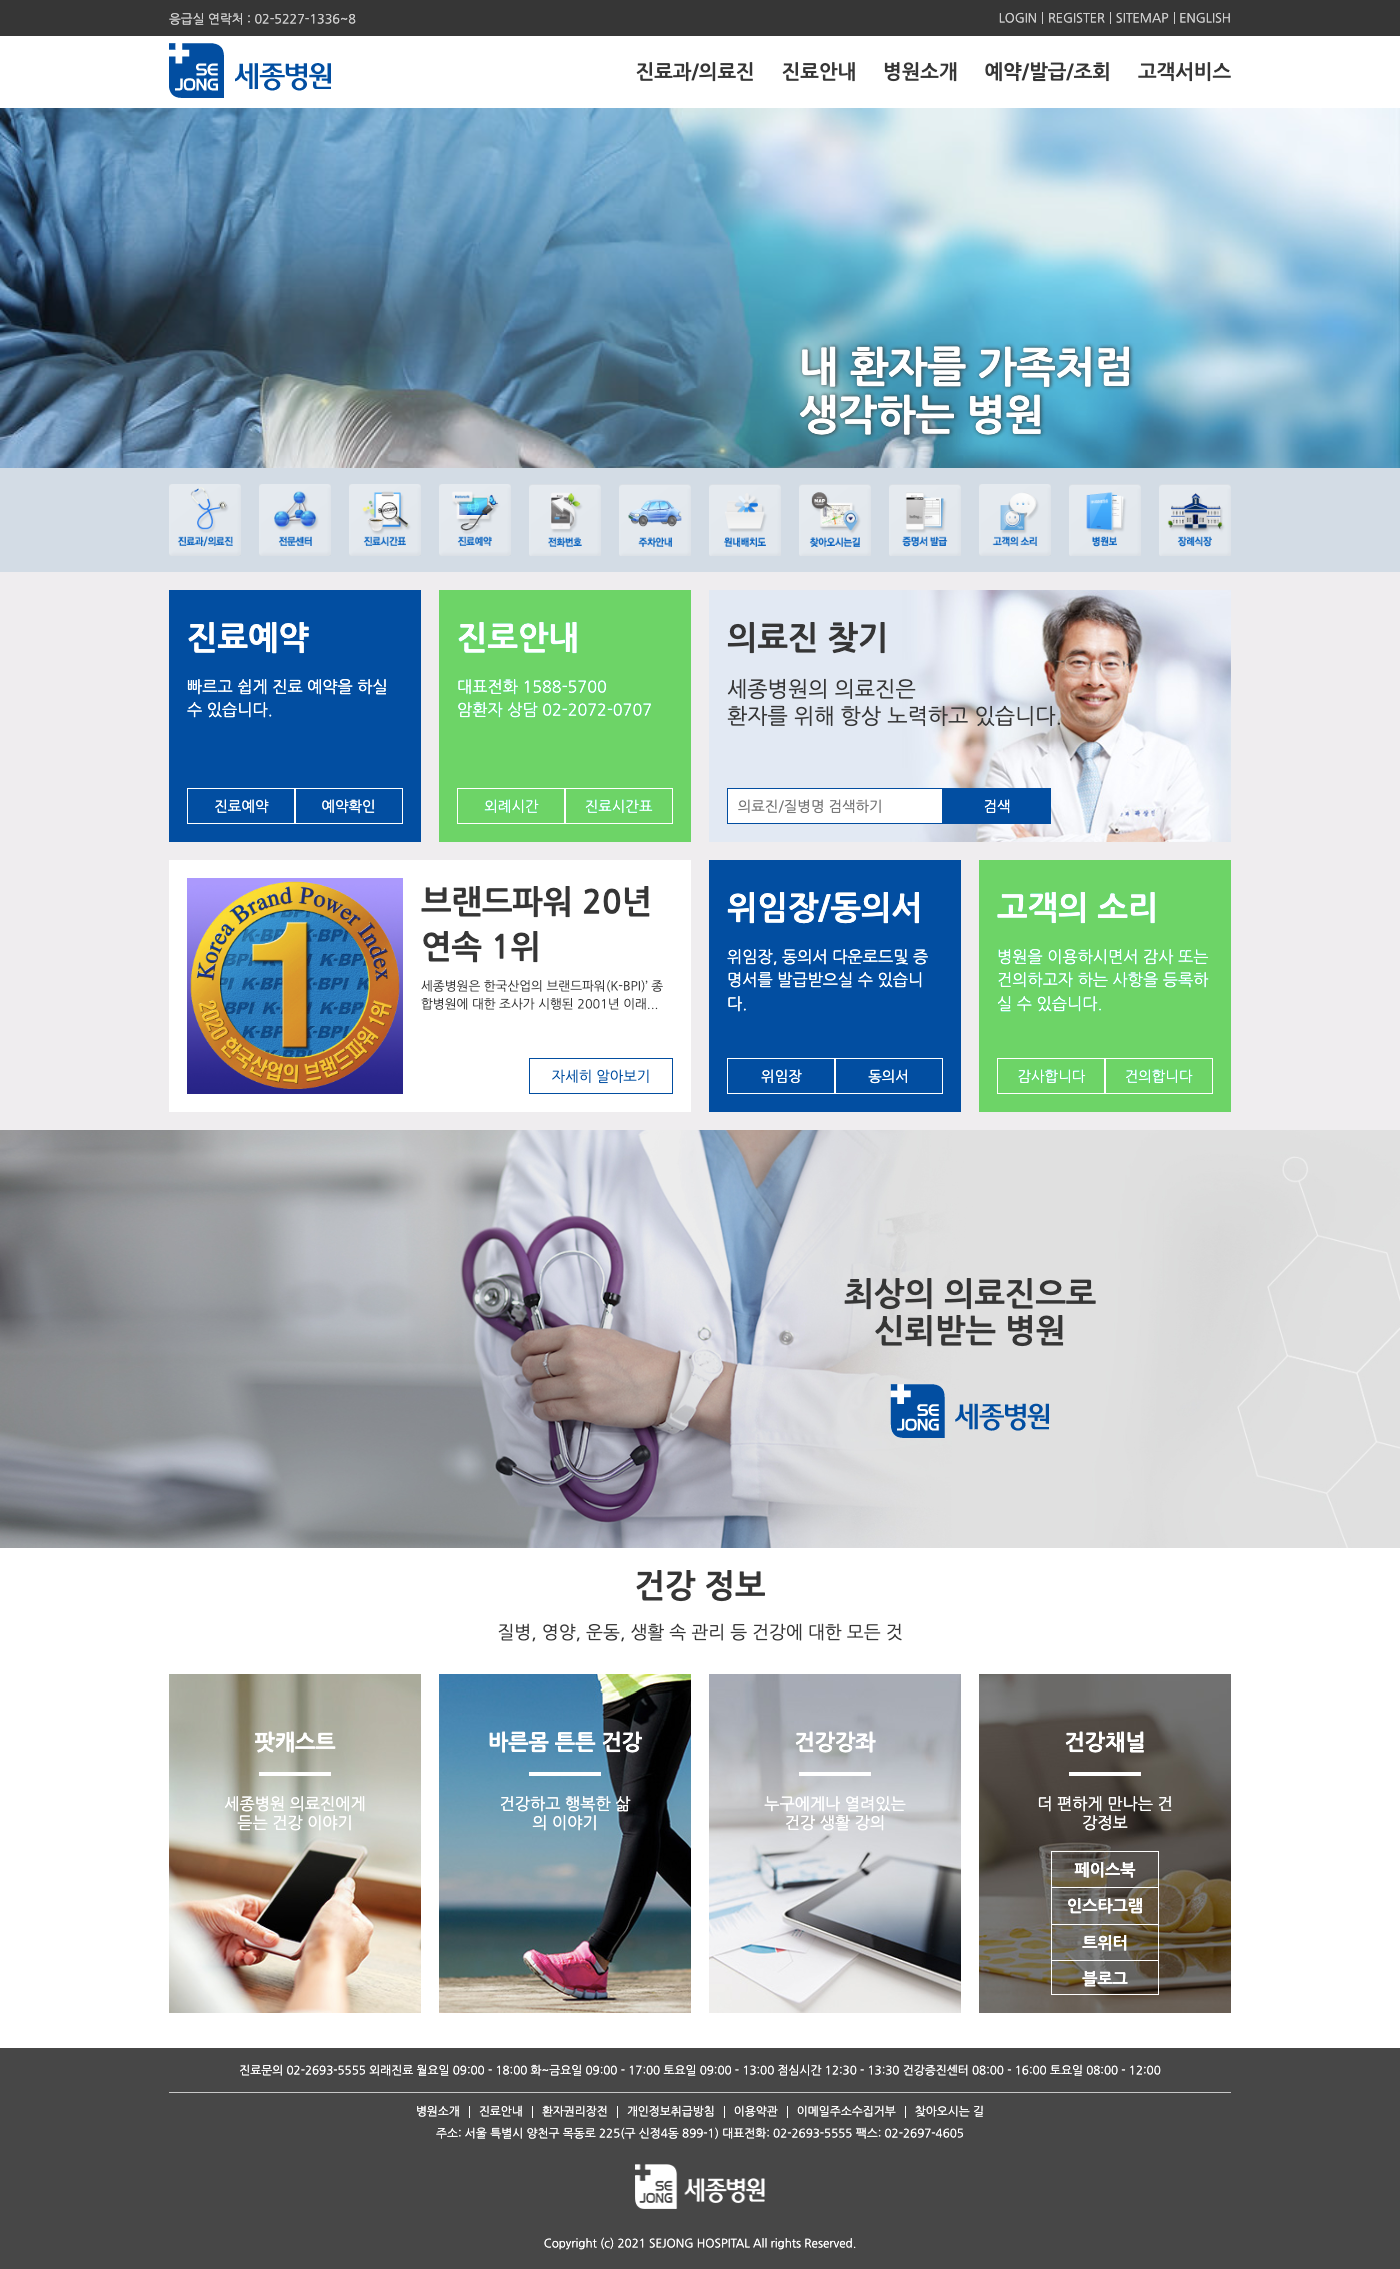 응급실 연락처 : 02-5227-1336~8
LOGIN | REGISTER | SITEMAP | ENGLISH
SE
JONG 세종병원
진료과/의료진 진료안내 병원소개 예약/발급/조회 고객서비스
내 환자를 가족처럼
생각하는 병원
진료과/의료진 전문센터 진료시간표 진료예약 전화번호 주차안내 원내배치도 찾아오시는길 증명서 발급 고객의 소리 병원보 장례식장
진료예약
빠르고 쉽게 진료 예약을 하실
수 있습니다.
진료예약 예약확인
진로안내
대표전화 1588-5700
암환자 상담 02-2072-0707
외례시간 진료시간표
의료진 찾기
세종병원의 의료진은
환자를 위해 항상 노력하고 있습니다.
의료진/질병명 검색하기 검색
Korea Brand Power Index
K-BPI K-BPI
K-BPI K-BPI
K-BPI K-BPI
1
2020 한국산업의 브랜드파워 1위
브랜드파워 20년
연속 1위
세종병원은 한국산업의 브랜드파워(K-BPI)' 종
합병원에 대한 조사가 시행된 2001년 이래...
자세히 알아보기
위임장/동의서
위임장, 동의서 다운로드및 증
명서를 발급받으실 수 있습니
다.
위임장 동의서
고객의 소리
병원을 이용하시면서 감사 또는
건의하고자 하는 사항을 등록하
실 수 있습니다.
감사합니다 건의합니다
최상의 의료진으로
신뢰받는 병원
SE
JONG 세종병원
건강 정보
질병, 영양, 운동, 생활 속 관리 등 건강에 대한 모든 것
팟캐스트
세종병원 의료진에게
듣는 건강 이야기
바른몸 튼튼 건강
건강하고 행복한 삶
의 이야기
건강강좌
누구에게나 열려있는
건강 생활 강의
건강채널
더 편하게 만나는 건
강정보
페이스북
인스타그램
트위터
블로그
진료문의 02-2693-5555 외래진료 월요일 09:00 - 18:00 화~금요일 09:00 - 17:00 토요일 09:00 - 13:00 점심시간 12:30 - 13:30 건강증진센터 08:00 - 16:00 토요일 08:00 - 12:00
병원소개 | 진료안내 | 환자권리장전 | 개인정보취급방침 | 이용약관 | 이메일주소수집거부 | 찾아오시는 길
주소: 서울 특별시 양천구 목동로 225(구 신정4동 899-1) 대표전화: 02-2693-5555 팩스: 02-2697-4605
SE
JONG 세종병원
Copyright (c) 2021 SEJONG HOSPITAL All rights Reserved.